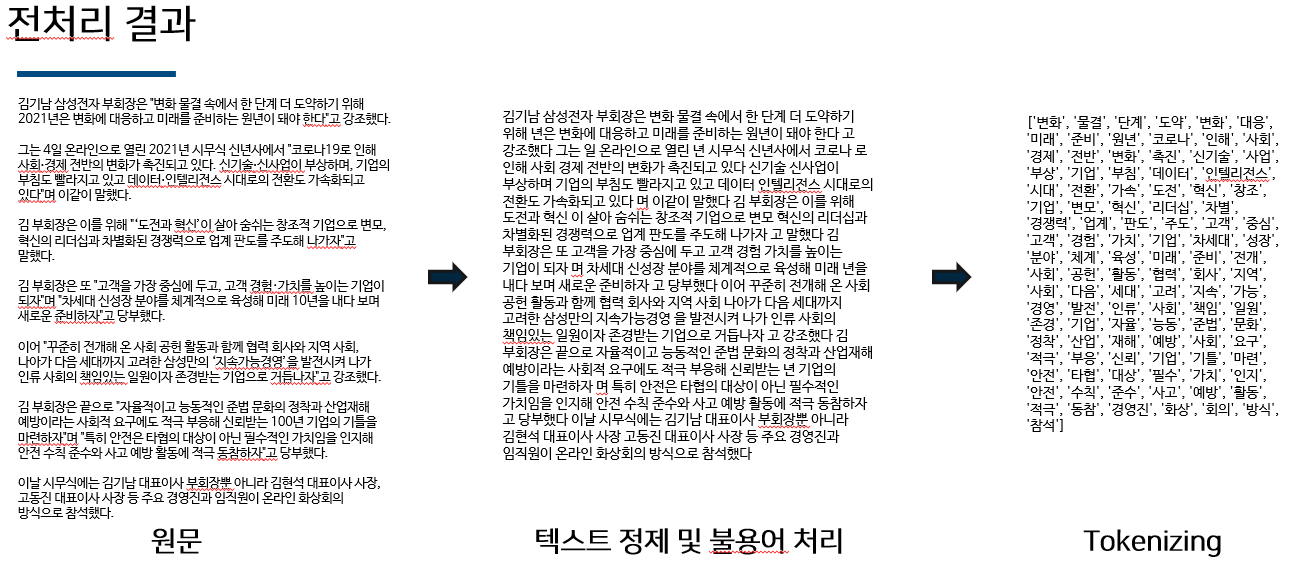 전처리 결과
김기남 삼성전자 부회장은 "변화 물결 속에서 한 단계 더 도약하기 위해
2021년은 변화에 대응하고 미래를 준비하는 원년이 돼야 한다"고 강조했다.
그는 4일 온라인으로 열린 2021년 시무식 신년사에서 "코로나19로 인해
사회·경제 전반의 변화가 촉진되고 있다. 신기술·신사업이 부상하며, 기업의
부침도 빨라지고 있고 데이터·인텔리전스 시대로의 전환도 가속화되고
있다"며 이같이 말했다.
김 부회장은 이를 위해 "'도전과 혁신'이 살아 숨쉬는 창조적 기업으로 변모,
혁신의 리더십과 차별화된 경쟁력으로 업계 판도를 주도해 나가자"고
말했다.
김 부회장은 또 "고객을 가장 중심에 두고, 고객 경험·가치를 높이는 기업이
되자"며 "차세대 신성장 분야를 체계적으로 육성해 미래 10년을 내다 보며
새로운 준비하자"고 당부했다.
이어 "꾸준히 전개해 온 사회 공헌 활동과 함께 협력 회사와 지역 사회,
나아가 다음 세대까지 고려한 삼성만의 '지속가능경영'을 발전시켜 나가
인류 사회의 책임있는 일원이자 존경받는 기업으로 거듭나자"고 강조했다.
김 부회장은 끝으로 "자율적이고 능동적인 준법 문화의 정착과 산업재해
예방이라는 사회적 요구에도 적극 부응해 신뢰받는 100년 기업의 기틀을
마련하자"며 "특히 안전은 타협의 대상이 아닌 필수적인 가치임을 인지해
안전 수칙 준수와 사고 예방 활동에 적극 동참하자"고 당부했다.
이날 시무식에는 김기남 대표이사 부회장뿐 아니라 김현석 대표이사 사장,
고동진 대표이사 사장 등 주요 경영진과 임직원이 온라인 화상회의
방식으로 참석했다.
원문
김기남 삼성전자 부회장은 변화 물결 속에서 한 단계 더 도약하기
위해 년은 변화에 대응하고 미래를 준비하는 원년이 돼야 한다 고
강조했다 그는 일 온라인으로 열린 년 시무식 신년사에서 코로나 로
인해 사회 경제 전반의 변화가 촉진되고 있다 신기술 신사업이
부상하며 기업의 부침도 빨라지고 있고 데이터 인텔리전스 시대로의
전환도 가속화되고 있다 며 이같이 말했다 김 부회장은 이를 위해
도전과 혁신 이 살아 숨쉬는 창조적 기업으로 변모 혁신의 리더십과
차별화된 경쟁력으로 업계 판도를 주도해 나가자 고 말했다 김
부회장은 또 고객을 가장 중심에 두고 고객 경험 가치를 높이는
기업이 되자 며 차세대 신성장 분야를 체계적으로 육성해 미래 년을
내다 보며 새로운 준비하자 고 당부했다 이어 꾸준히 전개해 온 사회
공헌 활동과 함께 협력 회사와 지역 사회 나아가 다음 세대까지
고려한 삼성만의 지속가능경영 을 발전시켜 나가 인류 사회의
책임있는 일원이자 존경받는 기업으로 거듭나자 고 강조했다 김
부회장은 끝으로 자율적이고 능동적인 준법 문화의 정착과 산업재해
예방이라는 사회적 요구에도 적극 부응해 신뢰받는 년 기업의
기틀을 마련하자 며 특히 안전은 타협의 대상이 아닌 필수적인
가치임을 인지해 안전 수칙 준수와 사고 예방 활동에 적극 동참하자
고 당부했다 이날 시무식에는 김기남 대표이사 부회장뿐 아니라
김현석 대표이사 사장 고동진 대표이사 사장 등 주요 경영진과
임직원이 온라인 화상회의 방식으로 참석했다
텍스트 정제 및 불용어 처리
['변화', '물결', '단계', '도약', '변화', '대응',
'미래', '준비', '원년', '코로나', '인해', '사회',
'경제', '전반', '변화', '촉진', '신기술', '사업',
'부상', '기업', '부침', '데이터', '인텔리전스',
'시대', '전환', '가속', '도전', '혁신', '창조',
'기업', '변모', '혁신', '리더십', '차별',
'경쟁력', '업계', '판도', '주도', '고객', '중심',
'고객', '경험', '가치', '기업', '차세대', '성장',
'분야', '체계', '육성', '미래', '준비', '전개',
'사회', '공헌', '활동', '협력', '회사', '지역',
'사회', '다음', '세대', '고려', '지속', '가능',
'경영', '발전', '인류', '사회', '책임', '일원',
'존경', '기업', '자율', '능동', '준법', '문화',
'정착', '산업', '재해', '예방', '사회', '요구',
'적극', '부응', '신뢰', '기업', '기틀', '마련',
'안전', '타협', '대상', '필수', '가치', '인지',
'안전', '수칙', '준수', '사고', '예방', '활동',
'적극', '동참', '경영진', '화상', '회의', '방식',
'참석']
Tokenizing